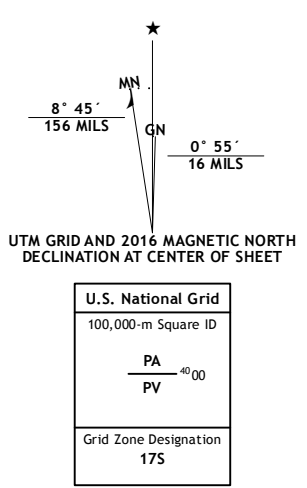 MN
8° 45´
156 MILS
GN
0° 55´
16 MILS
UTM GRID AND 2016 MAGNETIC NORTH
DECLINATION AT CENTER OF SHEET
U.S. National Grid
100,000-m Square ID
PA
4000
PV
Grid Zone Designation
17S